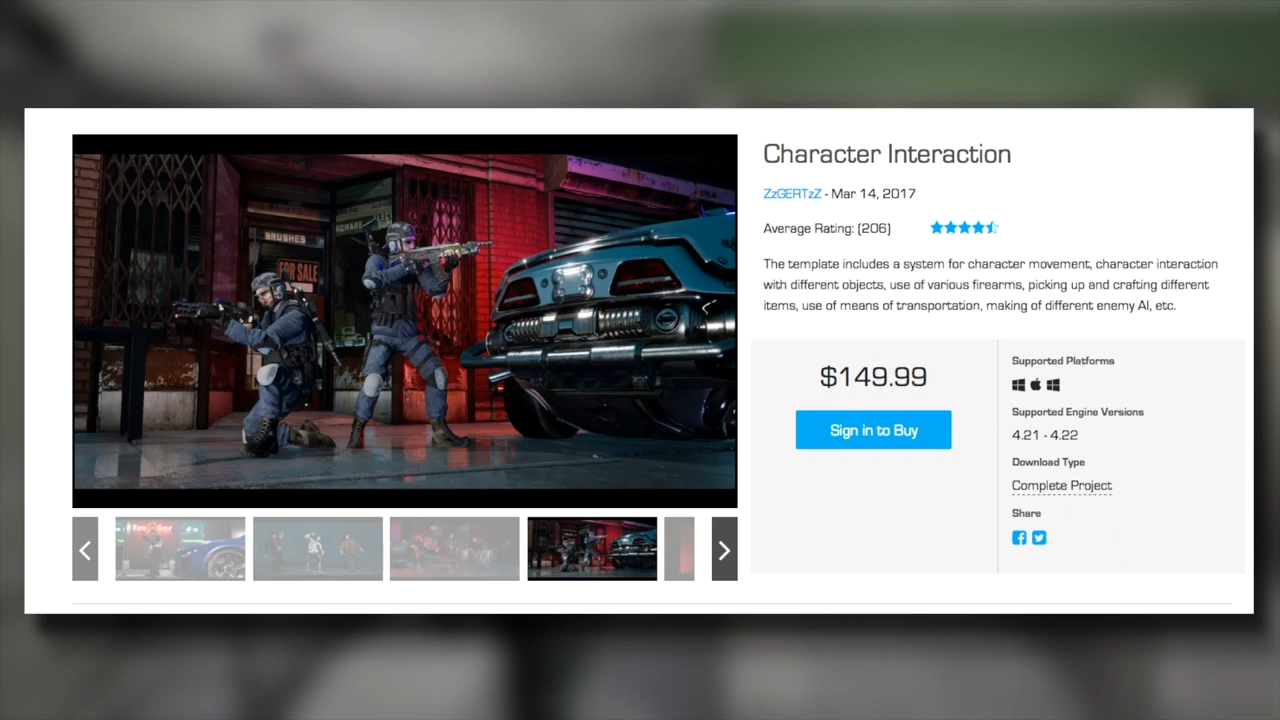 Character Interaction
ZzGERTzZ - Mar 14, 2017
Average Rating: (206)
The template includes a system for character movement, character interaction
with different objects, use of various firearms, picking up and crafting different
items, use of means of transportation, making of different enemy AI, etc.
$149.99
Sign in to Buy
Supported Platforms
Supported Engine Versions
4.21 - 4.22
Download Type
Complete Project
Share
BRUSHES
FOR SALE